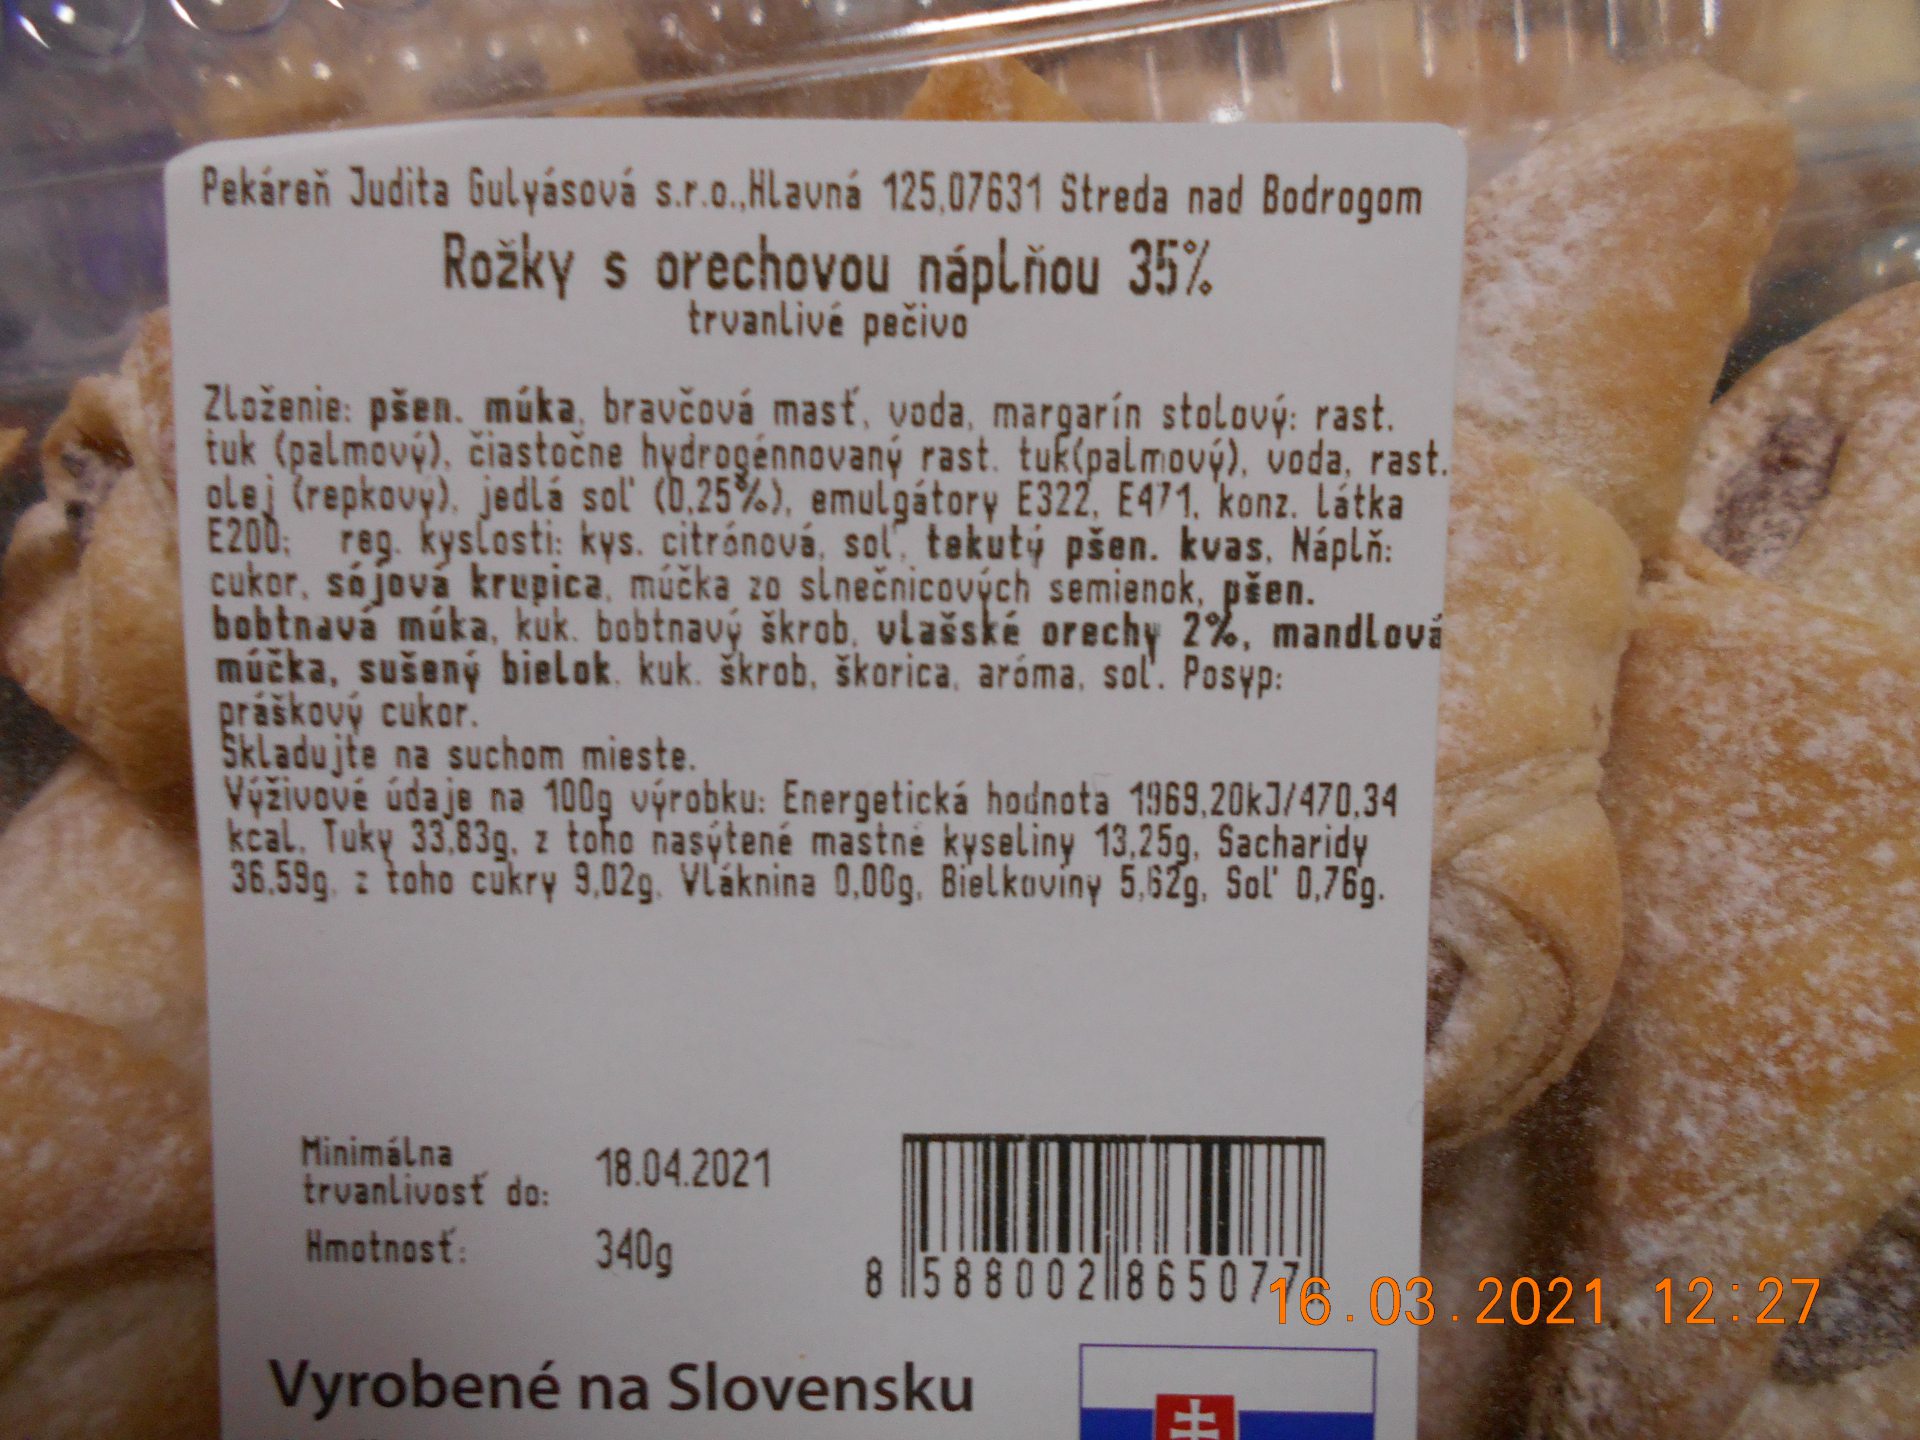 Pekáreň Judita Gulyásová s.r.o.,Hlavná 125,07631 Streda nad Bodrogom
Rožky s orechovou náplňou 35%
trvanlivé pečivo
Zloženie: pšen. múka, bravčová masť, voda, margarín stolový: rast.
tuk (palmový), čiastočne hydrogénnovaný rast. tuk(palmový), voda, rast.
olej (repkový), jedlá soľ (0,25%), emulgátory E322, E471, konz. látka
E200; reg. kyslosti: kys. citrónová, soľ, tekutý pšen. kvas, Náplň:
cukor, sójová krupica, múčka zo slnečnicových semienok, pšen.
bobtnavá múka, kuk. bobtnavý škrob, vlašské orechy 2%, mandlová
múčka, sušený bielok, kuk. škrob, škorica, aróma, soľ. Posyp:
práškový cukor.
Skladujte na suchom mieste.
Výživové údaje na 100g výrobku: Energetická hodnota 1969,20kJ/470,34
kcal, Tuky 33,83g, z toho nasýtené mastné kyseliny 13,25g, Sacharidy
36,59g, z toho cukry 9,02g, Vláknina 0,00g, Bielkoviny 5,62g, Soľ 0,76g.
Minimálna
trvanlivosť do: 18.04.2021
Hmotnosť: 340g
8 588002 865077
16.03.2021 12:27
Vyrobené na Slovensku